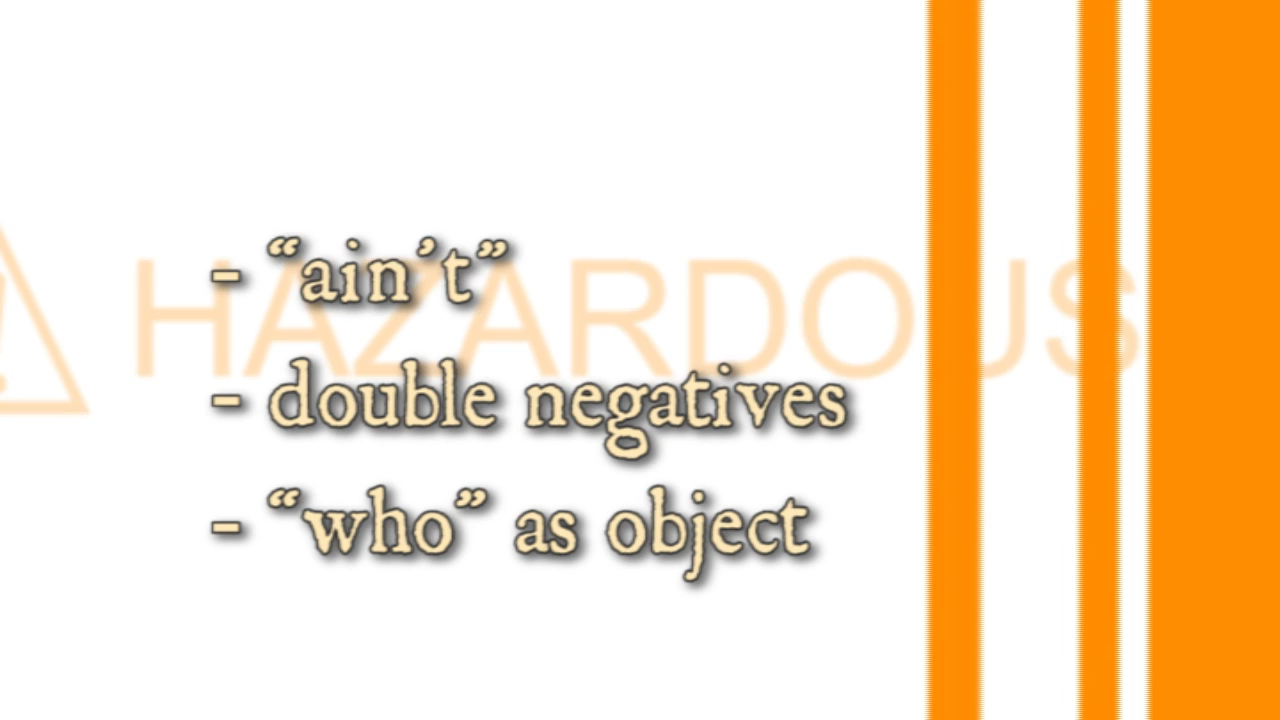 HAZARDOUS
- “ain’t”
- double negatives
- “who” as object